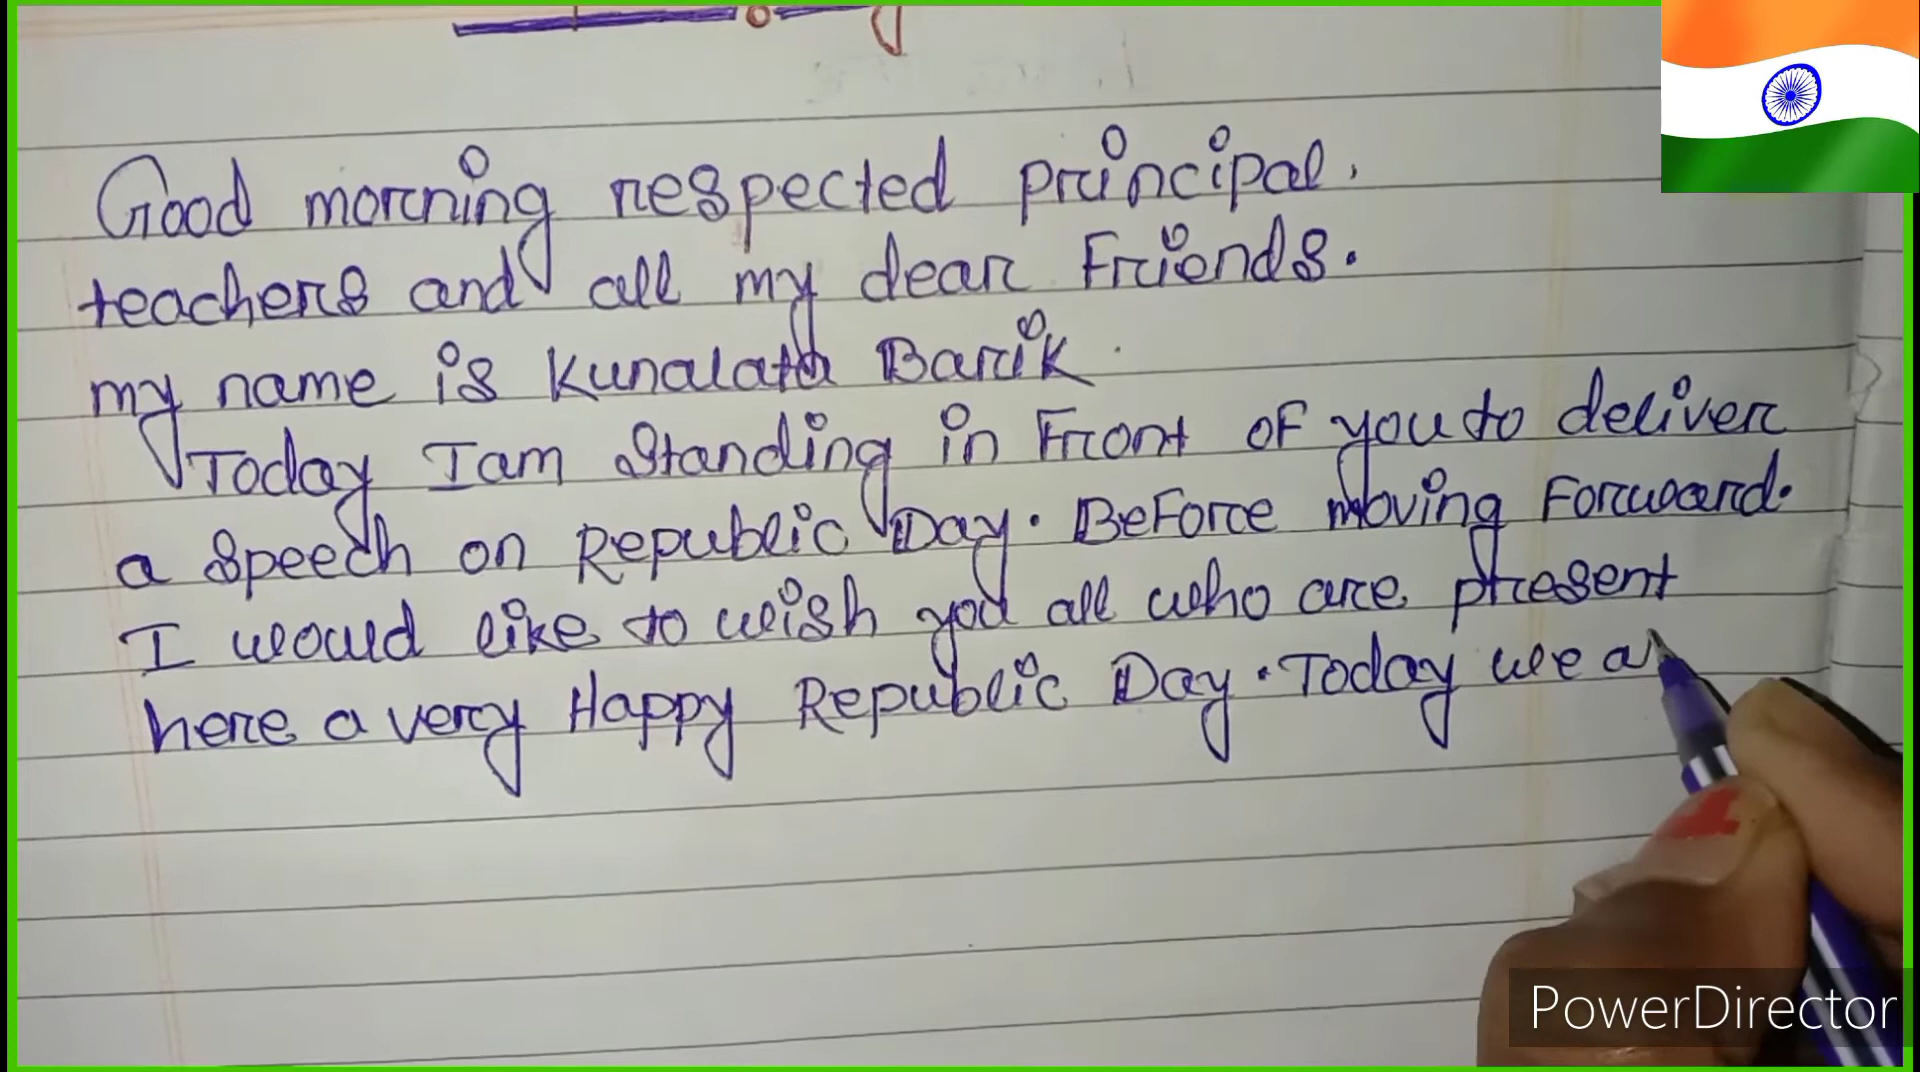 Good morning respected principal,
teachers and all my dear Friends.
my name is Kunalata Barik.
Today I am Standing in Front of you to deliver
a Speech on Republic Day. Before moving Forward.
I would like to wish you all who are present
here a very Happy Republic Day. Today we a
PowerDirector